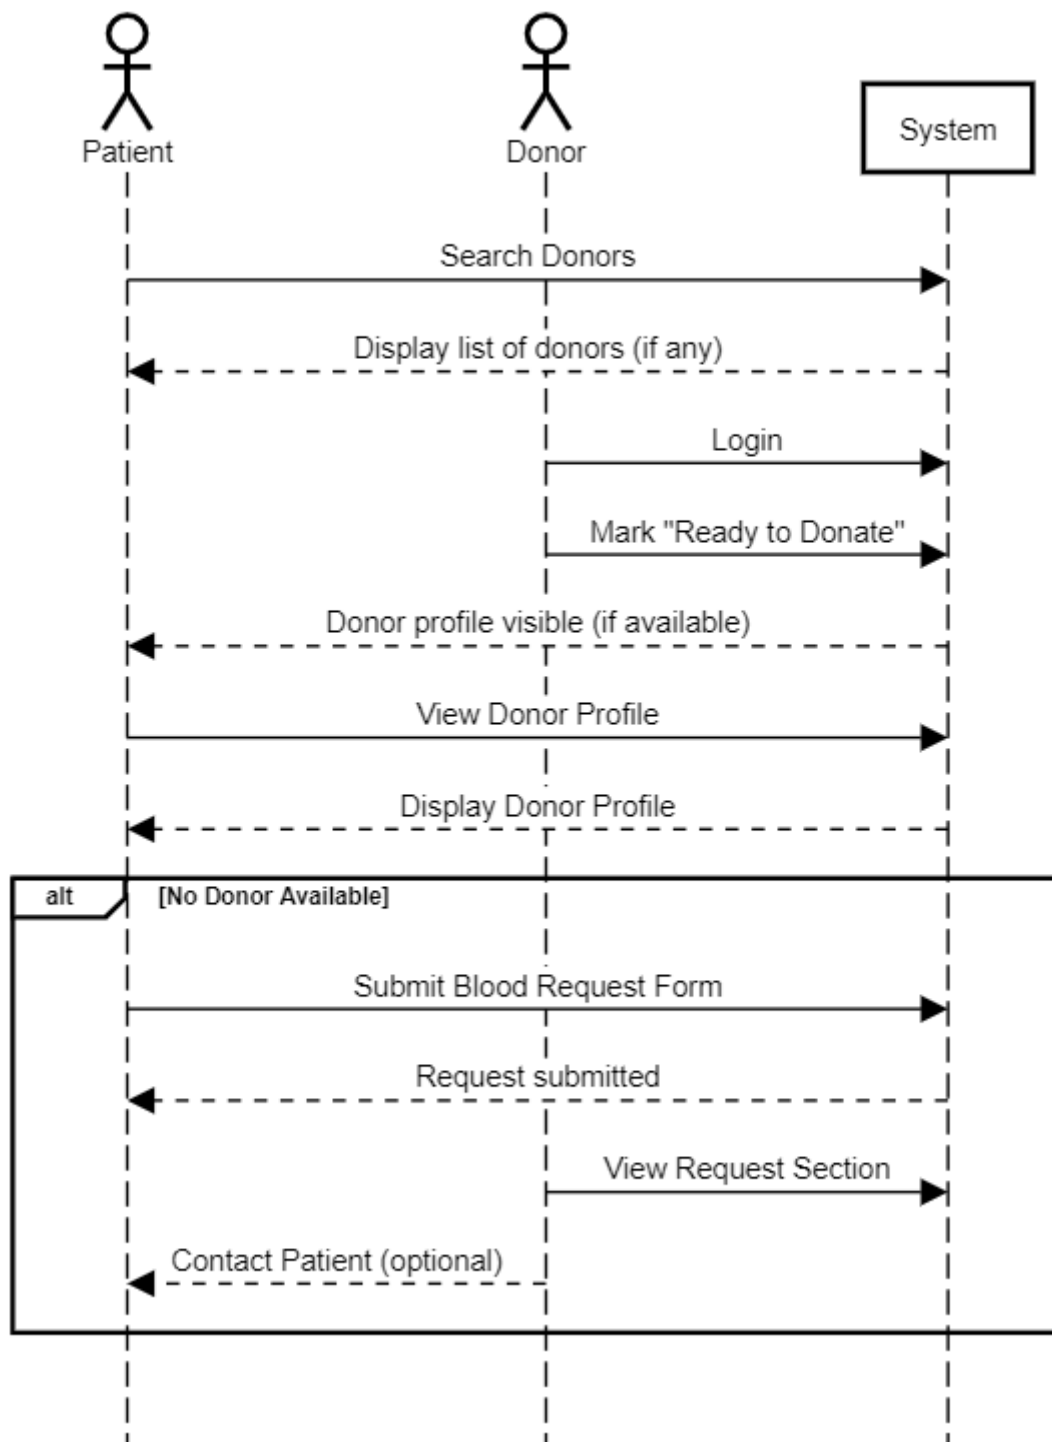 Patient
Donor
System
Search Donors
Display list of donors (if any)
Login
Mark "Ready to Donate"
Donor profile visible (if available)
View Donor Profile
Display Donor Profile
alt
[No Donor Available]
Submit Blood Request Form
Request submitted
View Request Section
Contact Patient (optional)